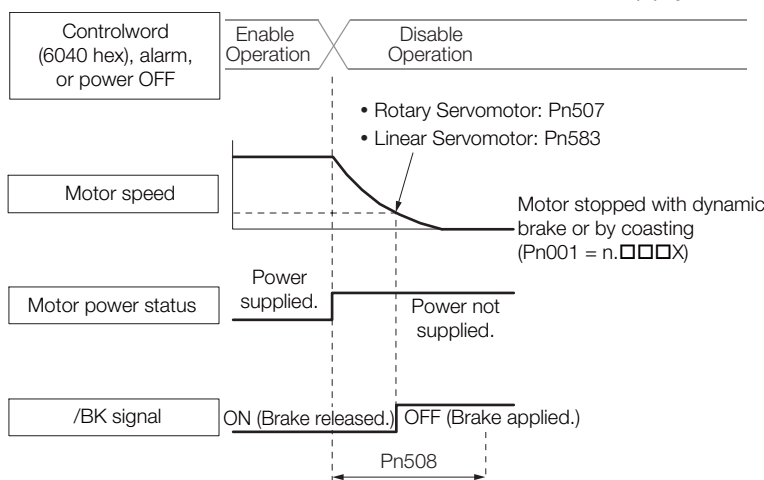 Controlword
(6040 hex), alarm,
or power OFF
Enable
Operation
Disable
Operation
• Rotary Servomotor: Pn507
• Linear Servomotor: Pn583
Motor speed
Motor stopped with dynamic
brake or by coasting
(Pn001 = n.□□□X)
Motor power status
Power
supplied.
Power not
supplied.
/BK signal
ON (Brake released.)
OFF (Brake applied.)
Pn508